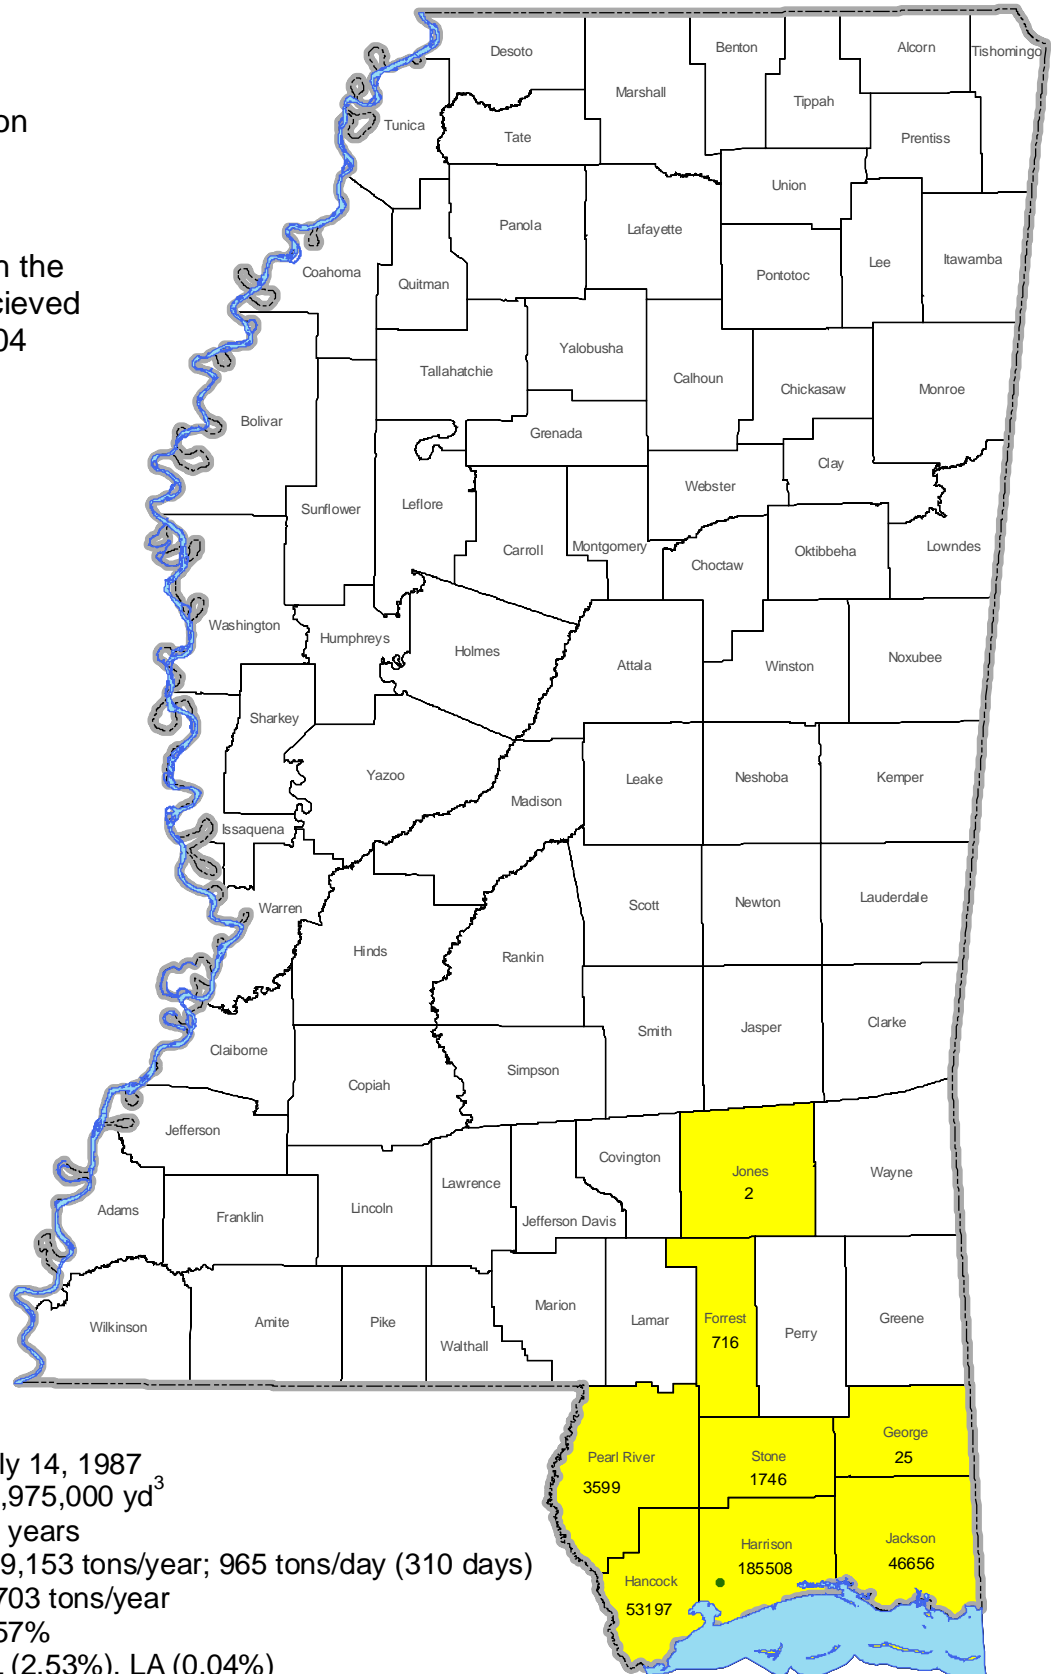 Desoto
Benton
Alcorn
Tishomingo
Marshall
Tippah
on
Tunica
Tate
Prentiss
Union
Panola
Lafayette
n the
Coahoma
Quitman
Pontotoc
Lee
Itawamba
cieved
04
Yalobusha
Tallahatchie
Calhoun
Chickasaw
Monroe
Bolivar
Grenada
Clay
Webster
Sunflower
Leflore
Carroll
Montgomery
Choctaw
Oktibbeha
Lowndes
Washington
Humphreys
Holmes
Attala
Winston
Noxubee
Sharkey
Yazoo
Leake
Neshoba
Kemper
Madison
Issaquena
Warren
Scott
Newton
Lauderdale
Hinds
Rankin
Smith
Jasper
Clarke
Claiborne
Copiah
Simpson
Jefferson
Covington
Jones
2
Wayne
Lawrence
Adams
Franklin
Lincoln
Jefferson Davis
Marion
Lamar
Forrest
716
Perry
Greene
Wilkinson
Amite
Pike
Walthall
George
25
Pearl River
3599
Stone
1746
Harrison
185508
Jackson
46656
Hancock
53197
ly 14, 1987
,975,000 yd3
years
9,153 tons/year; 965 tons/day (310 days)
703 tons/year
57%
(2.53%), LA (0.04%)